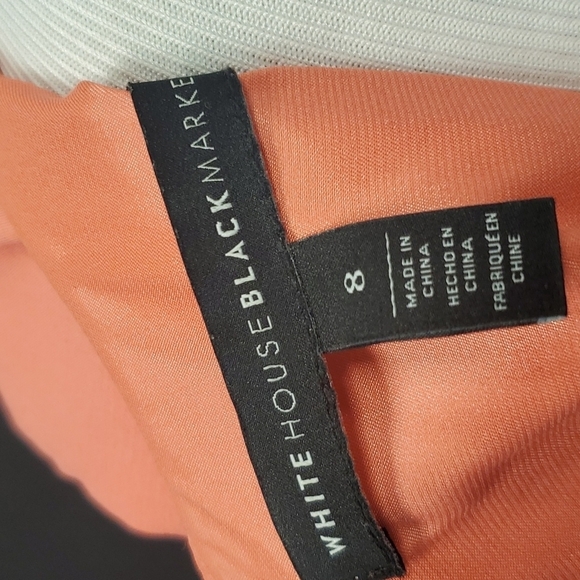 WHITE HOUSE BLACK MARKE
8
MADE IN
CHINA
HECHO EN
CHINA
FABRIQUÉ EN
CHINE